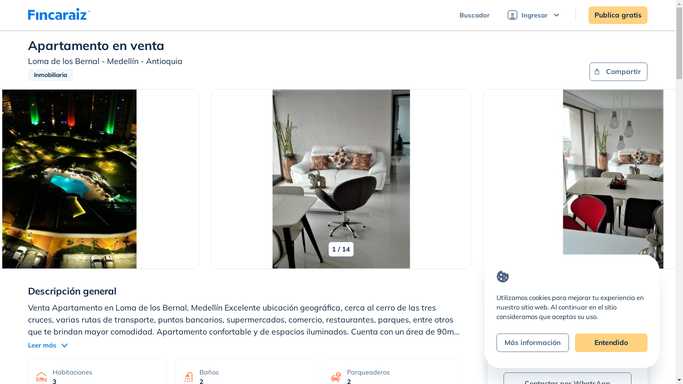 Fincaraiz
Buscador
Ingresar
Publica gratis
Apartamento en venta
Loma de los Bernal - Medellín - Antioquia
Inmobiliaria
Compartir
1 / 14
Descripción general
Venta Apartamento en Loma de los Bernal, Medellín Excelente ubicación geográfica, cerca al cerro de las tres
cruces, varias rutas de transporte, puntos bancarios, supermercados, comercio, restaurantes, parques, entre otros
que te brindan mayor comodidad. Apartamento confortable y de espacios iluminados. Cuenta con un área de 90m...
Leer más
Habitaciones
3
Baños
2
Parqueaderos
2
Utilizamos cookies para mejorar tu experiencia en
nuestro sitio web. Al continuar en el sitio
consideramos que aceptas su uso.
Más información
Entendido
Contactar por WhatsApp